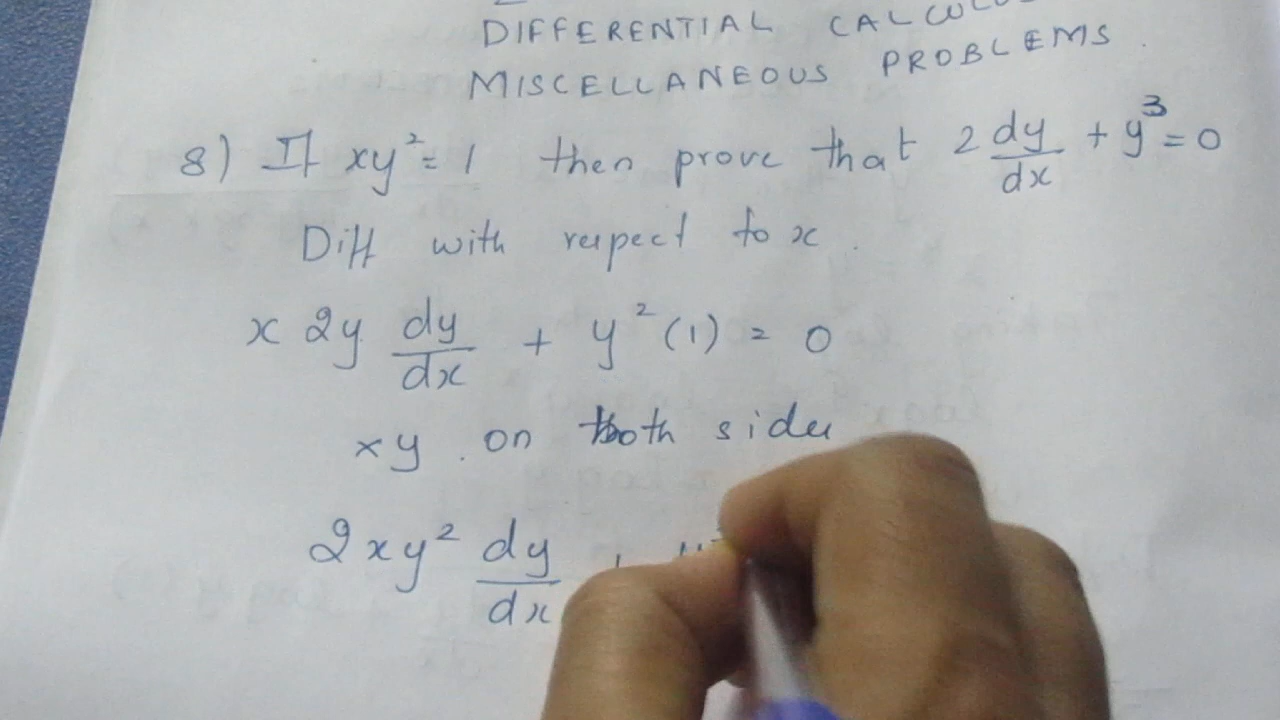 DIFFERENTIAL CALCULU
MISCELLANEOUS PROBLEMS
8) If xy² = 1 then prove that 2 dy/dx + y³ = 0
Diff with respect to x.
x 2y dy/dx + y² (1) = 0
xy. on both sides
2xy² dy/dx +